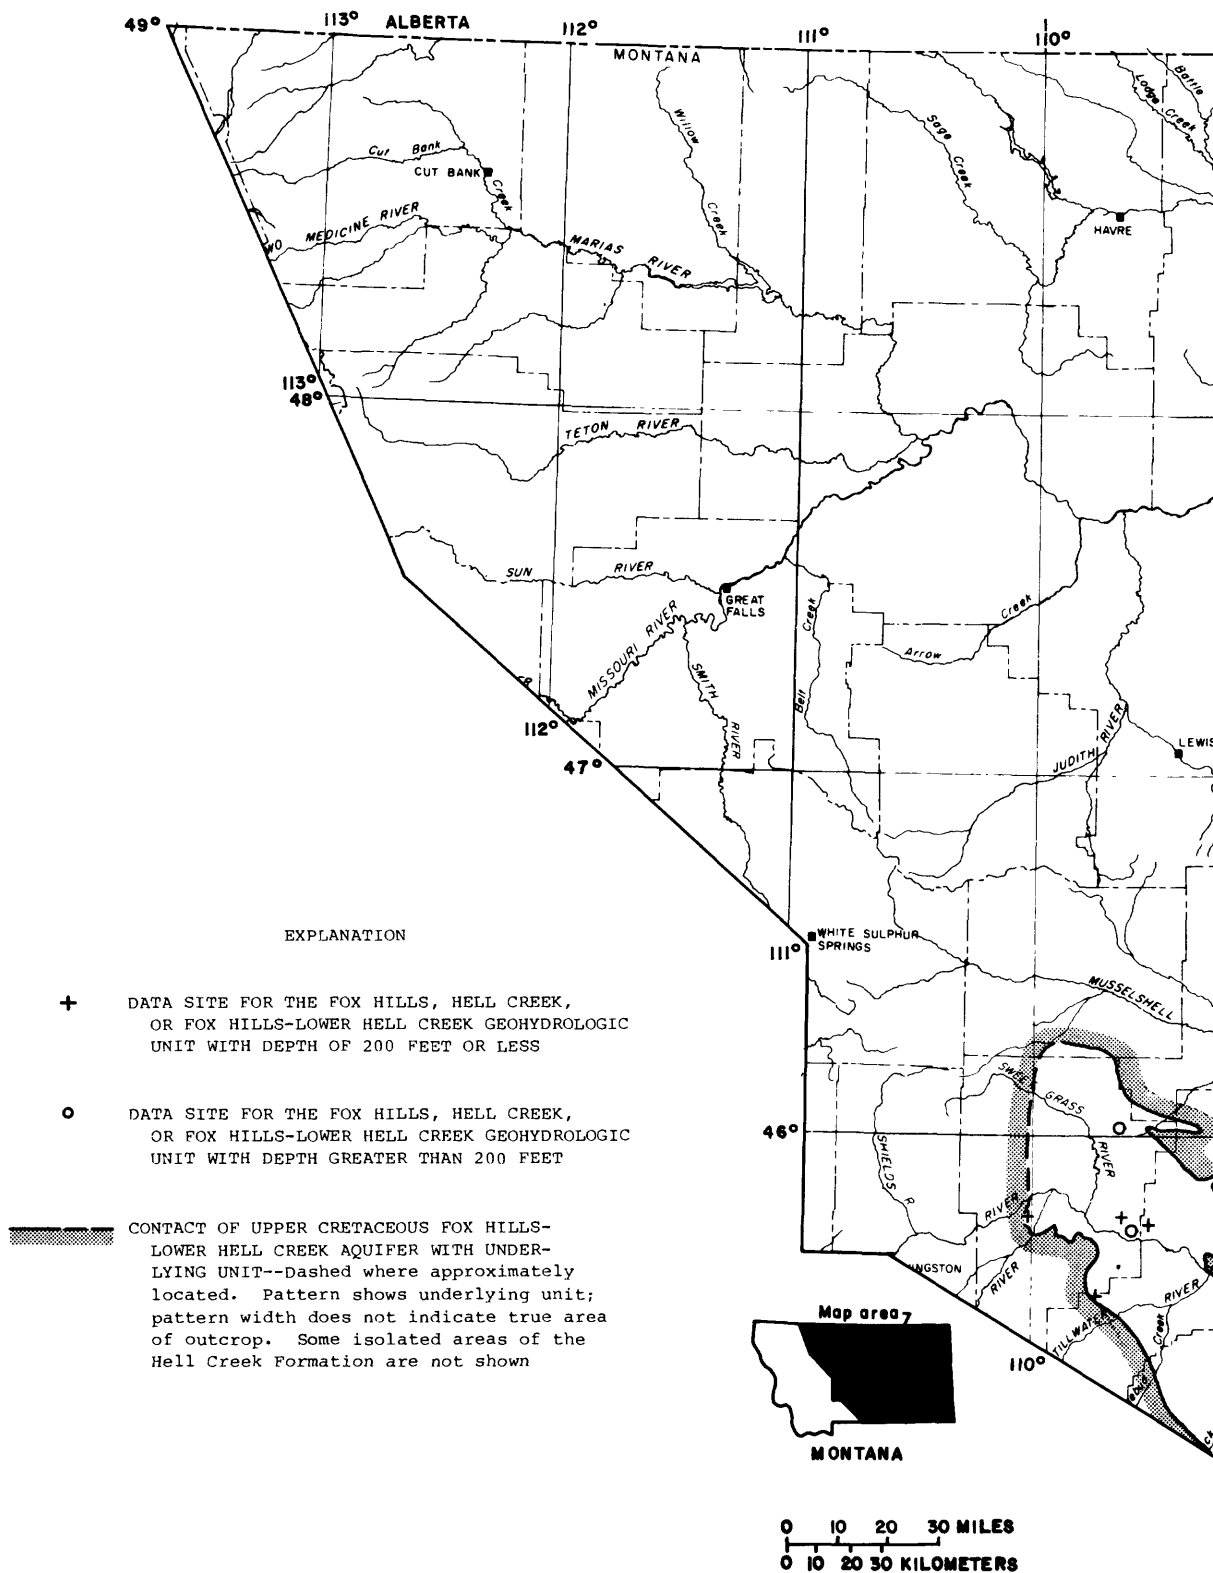 49°
113°
ALBERTA
112°
111°
110°
MONTANA
Battle
Lodge Creek
Willow
Creek
Sage
Creek
Cut Bank
CUT BANK
Creek
HAVRE
WO MEDICINE RIVER
MARIAS
RIVER
113°
48°
TETON RIVER
SUN RIVER
GREAT
FALLS
MISSOURI RIVER
SMITH
RIVER
Belt
Creek
Arrow
Creek
JUDITH RIVER
LEWIS
112°
47°
WHITE SULPHUR
SPRINGS
111°
MUSSELSHELL
SWEE
GRASS
RIVER
46°
SHIELDS R
RIVER
INGSTON
RIVER
TILLWATE
RIVER
Creek
110°
EXPLANATION
+ DATA SITE FOR THE FOX HILLS, HELL CREEK,
OR FOX HILLS-LOWER HELL CREEK GEOHYDROLOGIC
UNIT WITH DEPTH OF 200 FEET OR LESS
o DATA SITE FOR THE FOX HILLS, HELL CREEK,
OR FOX HILLS-LOWER HELL CREEK GEOHYDROLOGIC
UNIT WITH DEPTH GREATER THAN 200 FEET
CONTACT OF UPPER CRETACEOUS FOX HILLS-
LOWER HELL CREEK AQUIFER WITH UNDER-
LYING UNIT--Dashed where approximately
located. Pattern shows underlying unit;
pattern width does not indicate true area
of outcrop. Some isolated areas of the
Hell Creek Formation are not shown
Map area
MONTANA
0 10 20 30 MILES
0 10 20 30 KILOMETERS